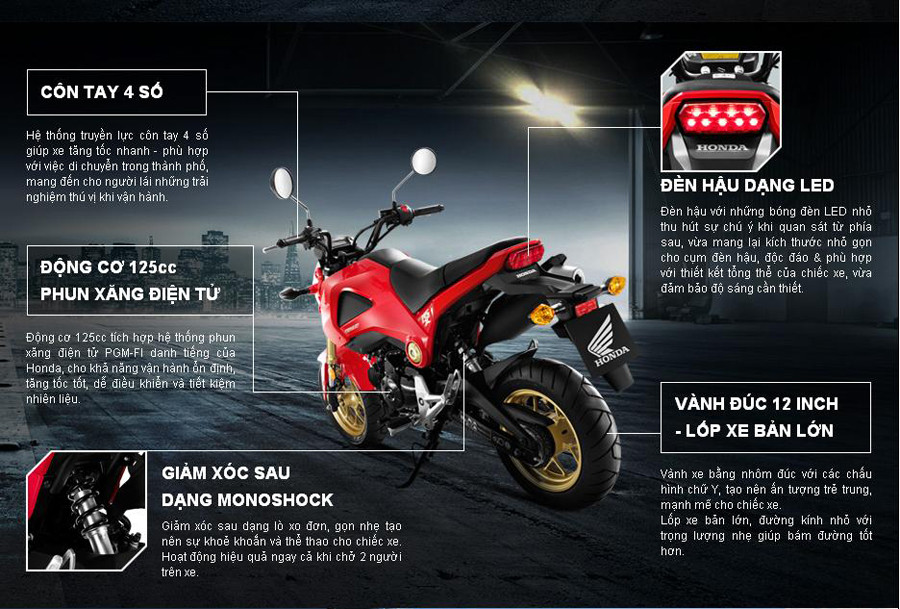 CÔN TAY 4 SỐ
Hệ thống truyền lực côn tay 4 số
giúp xe tăng tốc nhanh - phù hợp
với việc di chuyển trong thành phố,
mang đến cho người lái những trải
nghiệm thú vị khi vận hành.
ĐỘNG CƠ 125cc
PHUN XĂNG ĐIỆN TỬ
Động cơ 125cc tích hợp hệ thống phun
xăng điện tử PGM-FI danh tiếng của
Honda, cho khả năng vận hành ổn định,
tăng tốc tốt, dễ điều khiển và tiết kiệm
nhiên liệu.
GIẢM XÓC SAU
DẠNG MONOSHOCK
Giảm xóc sau dạng lò xo đơn, gọn nhẹ tạo
nên sự khoẻ khoắn và thể thao cho chiếc xe.
Hoạt động hiệu quả ngay cả khi chở 2 người
trên xe.
HONDA
ĐÈN HẬU DẠNG LED
Đèn hậu với những bóng đèn LED nhỏ
thu hút sự chú ý khi quan sát từ phía
sau, vừa mang lại kích thước nhỏ gọn
cho cụm đèn hậu, độc đáo & phù hợp
với thiết kết tổng thể của chiếc xe, vừa
đảm bảo độ sáng cần thiết.
HONDA
HONDA
VÀNH ĐÚC 12 INCH
- LỐP XE BẢN LỚN
Vành xe bằng nhôm đúc với các chấu
hình chữ Y, tạo nên ấn tượng trẻ trung,
mạnh mẽ cho chiếc xe.
Lốp xe bản lớn, đường kính nhỏ với
trọng lượng nhẹ giúp bám đường tốt
hơn.